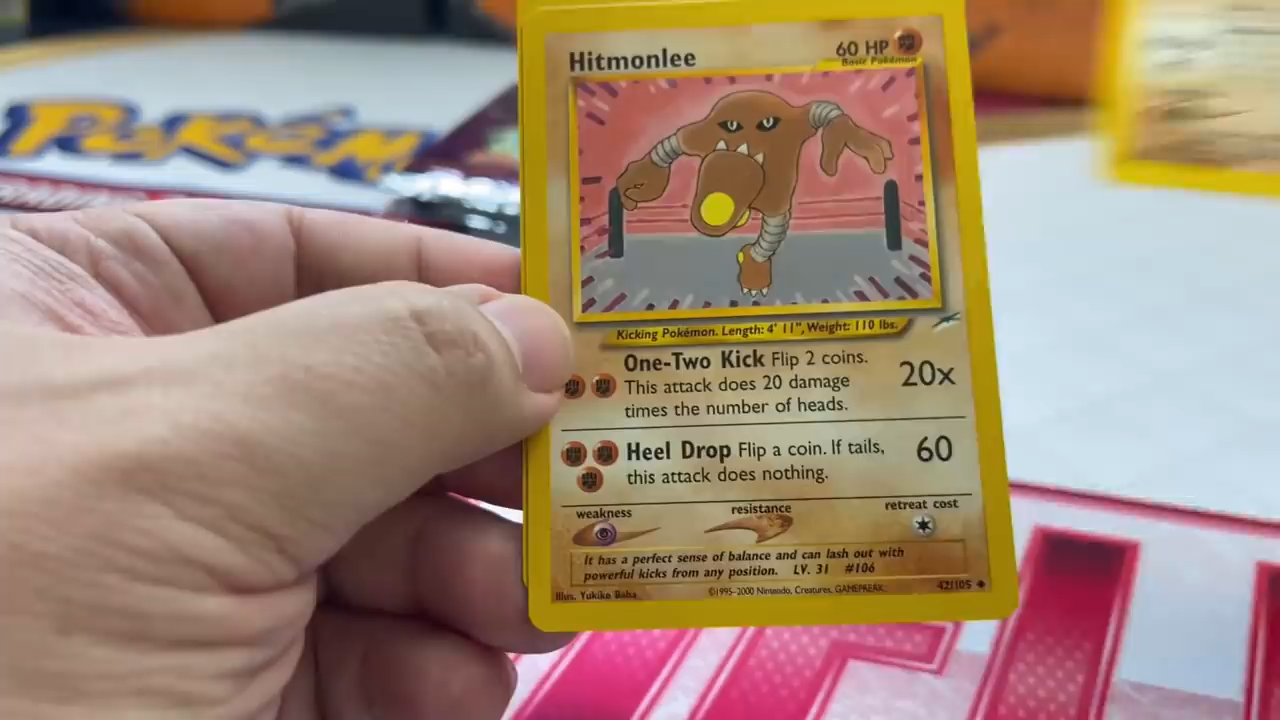 POKéMON
Hitmonlee
60 HP
Basic Pokémon
Kicking Pokémon. Length: 4' 11", Weight: 110 lbs.
One-Two Kick Flip 2 coins.
This attack does 20 damage
times the number of heads.
20x
Heel Drop Flip a coin. If tails,
this attack does nothing.
60
weakness
resistance
retreat cost
It has a perfect sense of balance and can lash out with
powerful kicks from any position. LV. 31 #106
Illus. Yukiko Baba
©1995-2000 Nintendo, Creatures, GAMEFREAK.
42/105